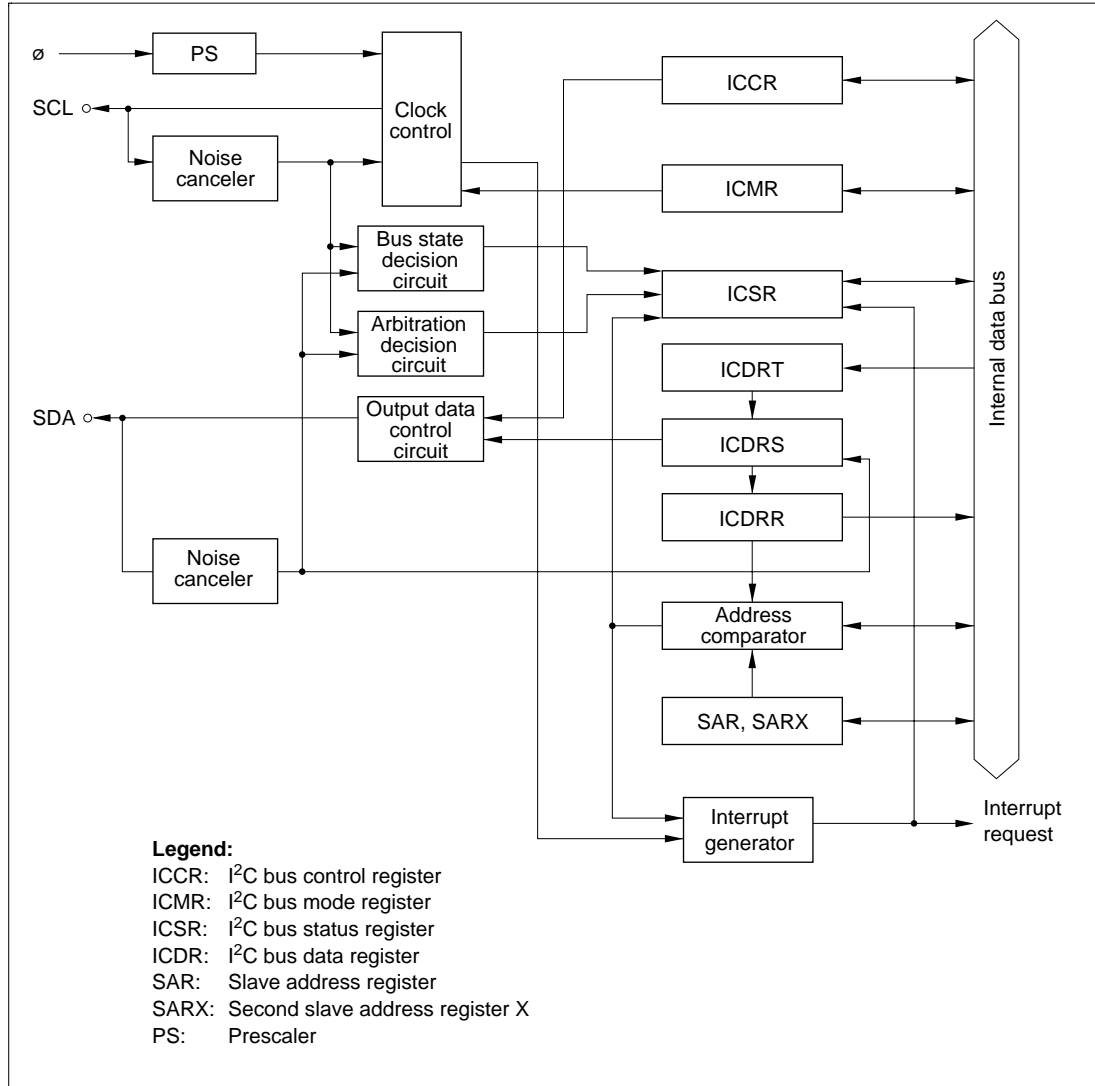 ø
PS
SCL
Clock
control
Noise
canceler
ICCR
ICMR
Bus state
decision
circuit
ICSR
Arbitration
decision
circuit
ICDRT
SDA
Output data
control
circuit
ICDRS
ICDRR
Noise
canceler
Address
comparator
SAR, SARX
Internal data bus
Interrupt
generator
Interrupt
request
Legend:
ICCR: I²C bus control register
ICMR: I²C bus mode register
ICSR: I²C bus status register
ICDR: I²C bus data register
SAR: Slave address register
SARX: Second slave address register X
PS: Prescaler